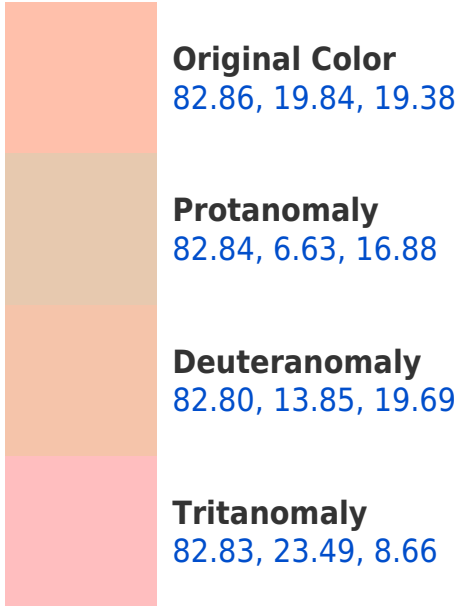 Original Color
82.86, 19.84, 19.38
Protanomaly
82.84, 6.63, 16.88
Deuteranomaly
82.80, 13.85, 19.69
Tritanomaly
82.83, 23.49, 8.66